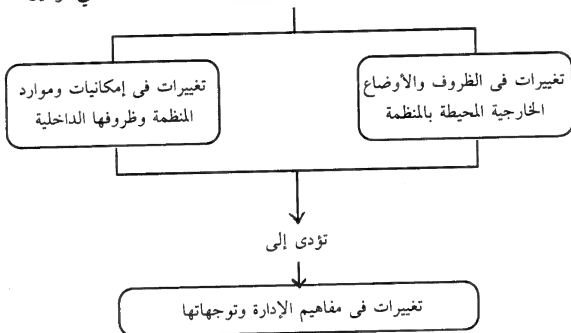 تغييرات فى الظروف والأوضاع
الخارجية المحيطة بالمنظمة
تغييرات فى إمكانيات وموارد
المنظمة وظروفها الداخلية
تؤدى إلى
تغييرات فى مفاهيم الإدارة وتوجهاتها